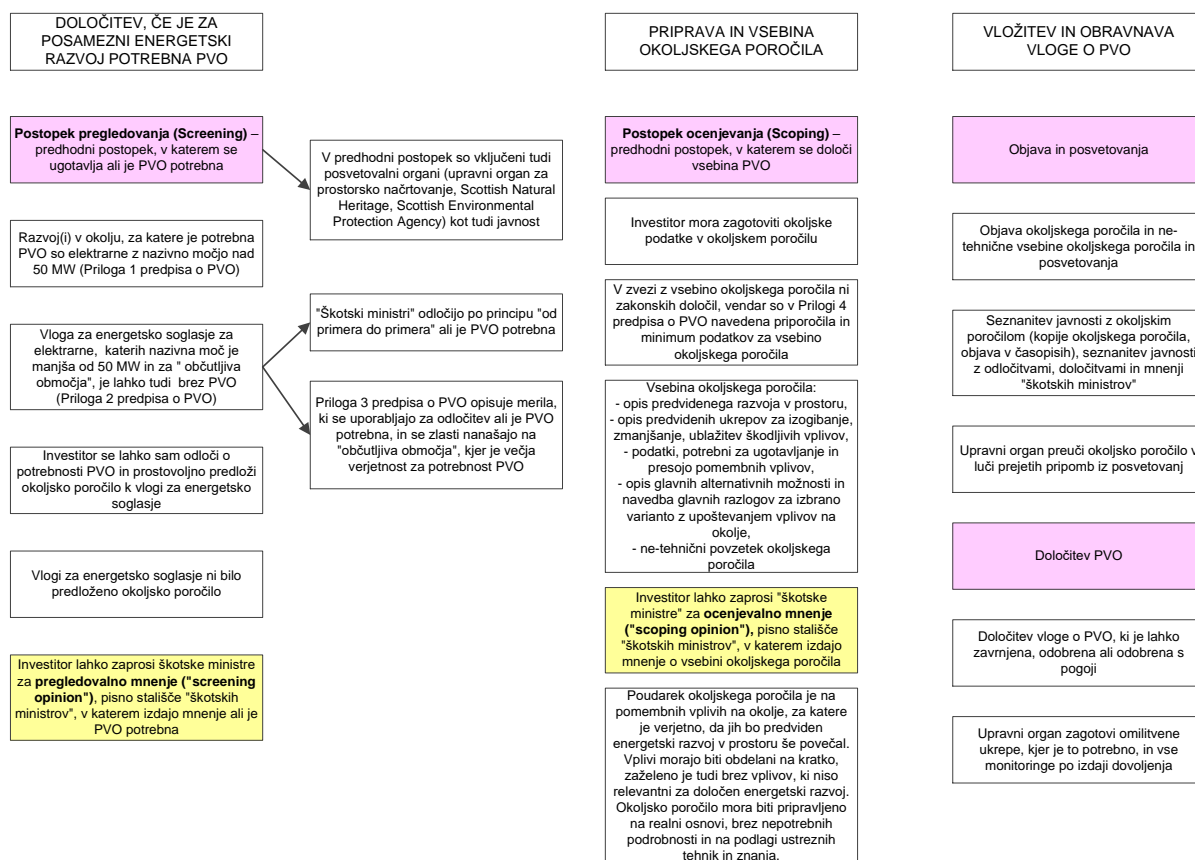 DOLOČITEV, ČE JE ZA
POSAMEZNI ENERGETSKI
RAZVOJ POTREBNA PVO
Postopek pregledovanja (Screening) –
predhodni postopek, v katerem se
ugotavlja ali je PVO potrebna
V predhodni postopek so vključeni tudi
posvetovalni organi (upravni organ za
prostorsko načrtovanje, Scottish Natural
Heritage, Scottish Environmental
Protection Agency) kot tudi javnost
Razvoj(i) v okolju, za katere je potrebna
PVO so elektrarne z nazivno močjo nad
50 MW (Priloga 1 predpisa o PVO)
Vloga za energetsko soglasje za
elektrarne, katerih nazivna moč je
manjša od 50 MW in za " občutljiva
območja", je lahko tudi brez PVO
(Priloga 2 predpisa o PVO)
"Škotski ministri" odločijo po principu "od
primera do primera" ali je PVO potrebna
Priloga 3 predpisa o PVO opisuje merila,
ki se uporabljajo za odločitev ali je PVO
potrebna, in se zlasti nanašajo na
"občutljiva območja", kjer je večja
verjetnost za potrebnost PVO
Investitor se lahko sam odloči o
potrebnosti PVO in prostovoljno predloži
okoljsko poročilo k vlogi za energetsko
soglasje
Vlogi za energetsko soglasje ni bilo
predloženo okoljsko poročilo
Investitor lahko zaprosi škotske ministre
za pregledovalno mnenje ("screening
opinion"), pisno stališče "škotskih
ministrov", v katerem izdajo mnenje ali je
PVO potrebna
PRIPRAVA IN VSEBINA
OKOLJSKEGA POROČILA
Postopek ocenjevanja (Scoping) –
predhodni postopek, v katerem se določi
vsebina PVO
Investitor mora zagotoviti okoljske
podatke v okoljskem poročilu
V zvezi z vsebino okoljskega poročila ni
zakonskih določil, vendar so v Prilogi 4
predpisa o PVO navedena priporočila in
minimum podatkov za vsebino
okoljskega poročila
Vsebina okoljskega poročila:
- opis predvidenega razvoja v prostoru,
- opis predvidenih ukrepov za izogibanje,
zmanjšanje, ublažitev škodljivih vplivov,
- podatki, potrebni za ugotavljanje in
presojo pomembnih vplivov,
- opis glavnih alternativnih možnosti in
navedba glavnih razlogov za izbrano
varianto z upoštevanjem vplivov na
okolje,
- ne-tehnični povzetek okoljskega
poročila
Investitor lahko zaprosi "škotske
ministre" za ocenjevalno mnenje
("scoping opinion"), pisno stališče
"škotskih ministrov", v katerem izdajo
mnenje o vsebini okoljskega poročila
Poudarek okoljskega poročila je na
pomembnih vplivih na okolje, za katere
je verjetno, da jih bo predviden
energetski razvoj v prostoru še povečal.
Vplivi morajo biti obdelani na kratko,
zaželeno je tudi brez vplivov, ki niso
relevantni za določen energetski razvoj.
Okoljsko poročilo mora biti pripravljeno
na realni osnovi, brez nepotrebnih
podrobnosti in na podlagi ustreznih
tehnik in znanja.
VLOŽITEV IN OBRAVNAVA
VLOGE O PVO
Objava in posvetovanja
Objava okoljskega poročila in ne-
tehnične vsebine okoljskega poročila in
posvetovanja
Seznanitev javnosti z okoljskim
poročilom (kopije okoljskega poročila,
objava v časopisih), seznanitev javnosti
z odločitvami, določitvami in mnenji
"škotskih ministrov"
Upravni organ preuči okoljsko poročilo v
luči prejetih pripomb iz posvetovanj
Določitev PVO
Določitev vloge o PVO, ki je lahko
zavrnjena, odobrena ali odobrena s
pogoji
Upravni organ zagotovi omilitvene
ukrepe, kjer je to potrebno, in vse
monitoringe po izdaji dovoljenja